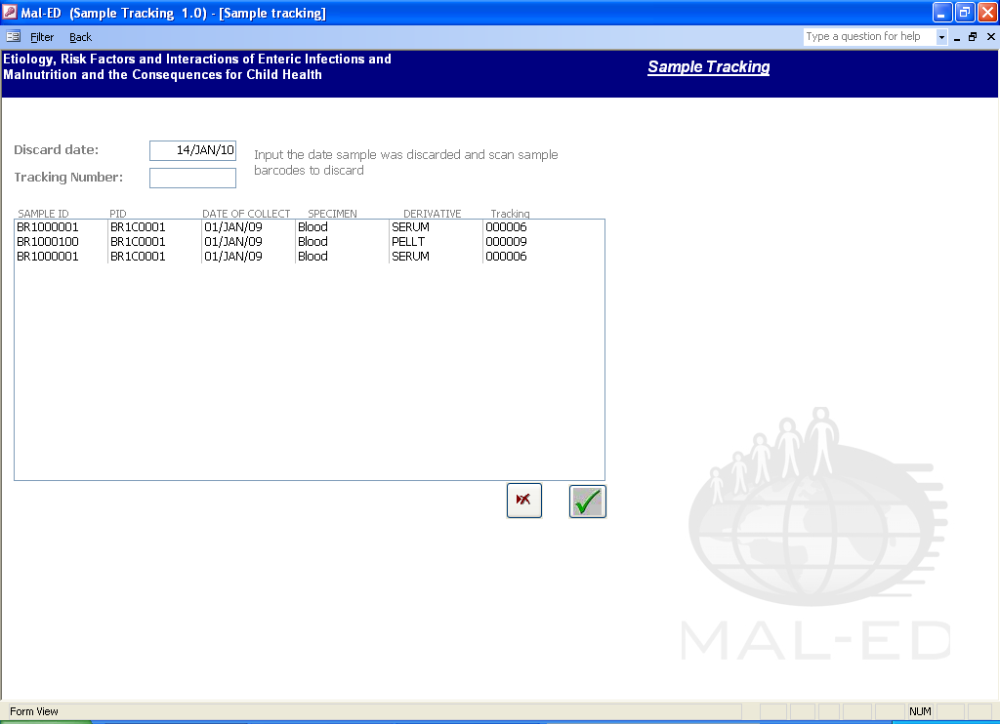 Mal-ED (Sample Tracking 1.0) - [Sample tracking]
Filter Back Type a question for help
Etiology, Risk Factors and Interactions of Enteric Infections and
Malnutrition and the Consequences for Child Health
Sample Tracking
Discard date: 14/JAN/10
Input the date sample was discarded and scan sample
barcodes to discard
Tracking Number:
SAMPLE ID PID DATE OF COLLECT SPECIMEN DERIVATIVE Tracking
BR1000001 BR1C0001 01/JAN/09 Blood SERUM 000006
BR1000100 BR1C0001 01/JAN/09 Blood PELLT 000009
BR1000001 BR1C0001 01/JAN/09 Blood SERUM 000006
MAL-ED
Form View NUM